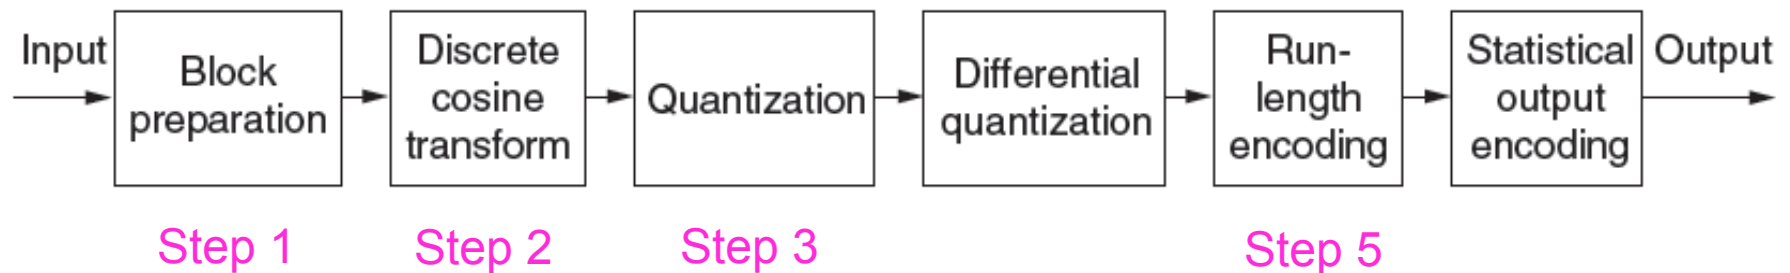 Input
Block
preparation
Discrete
cosine
transform
Quantization
Differential
quantization
Run-
length
encoding
Statistical
output
encoding
Output
Step 1
Step 2
Step 3
Step 5